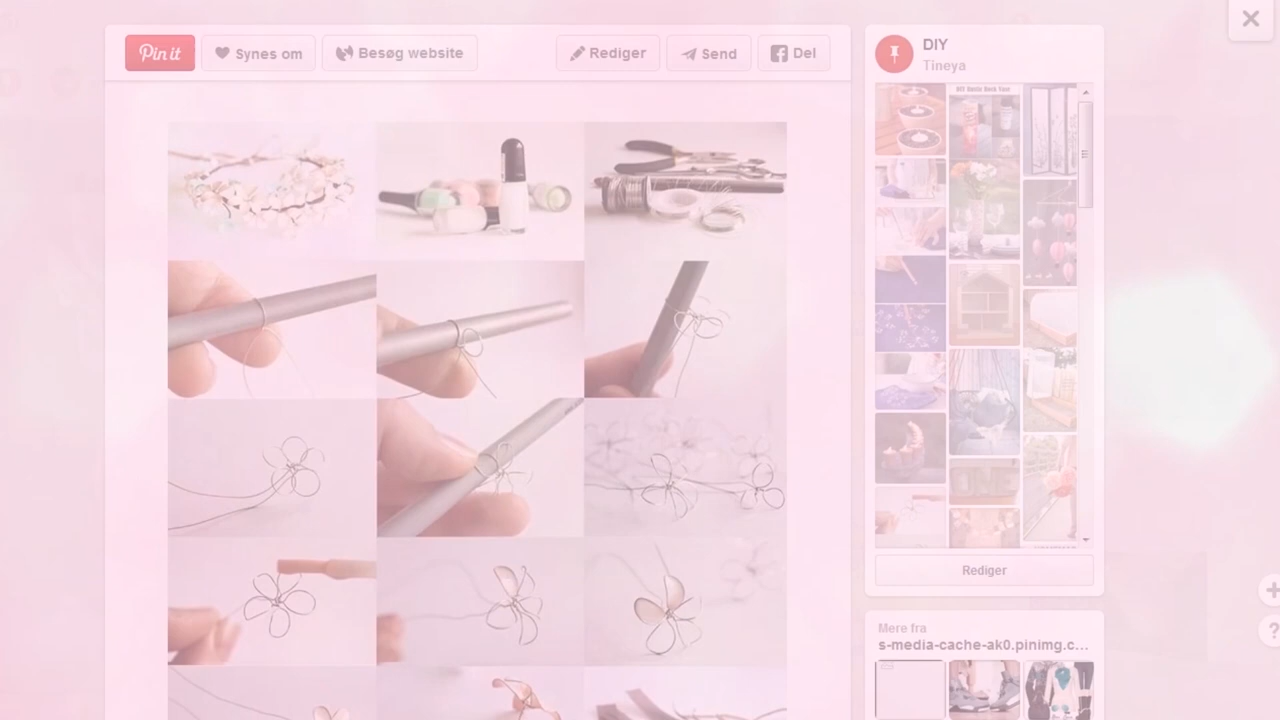 Pin it
Synes om
Besøg website
Rediger
Send
Del
DIY
Tineya
Rediger
Mere fra
s-media-cache-ak0.pinimg.c...